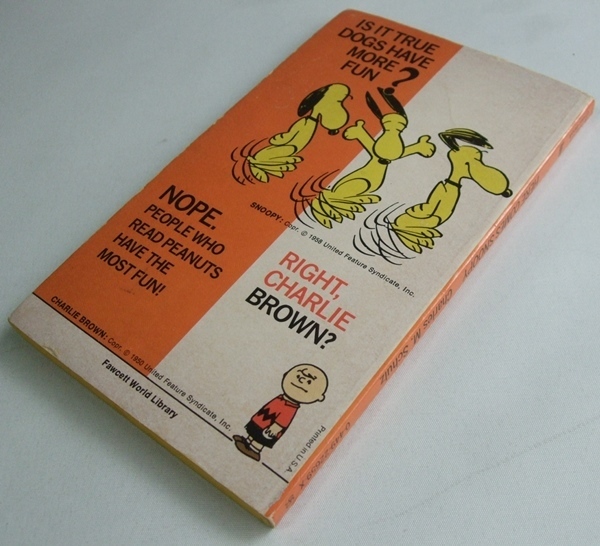 IS IT TRUE
DOGS HAVE
MORE
FUN?
SNOOPY: Copr. © 1958 United Feature Syndicate, Inc.
NOPE.
PEOPLE WHO
READ PEANUTS
HAVE THE
MOST FUN!
RIGHT,
CHARLIE
BROWN?
CHARLIE BROWN: Copr. © 1950 United Feature Syndicate, Inc.
Fawcett World Library
Printed in U.S.A.
Charles M. Schulz